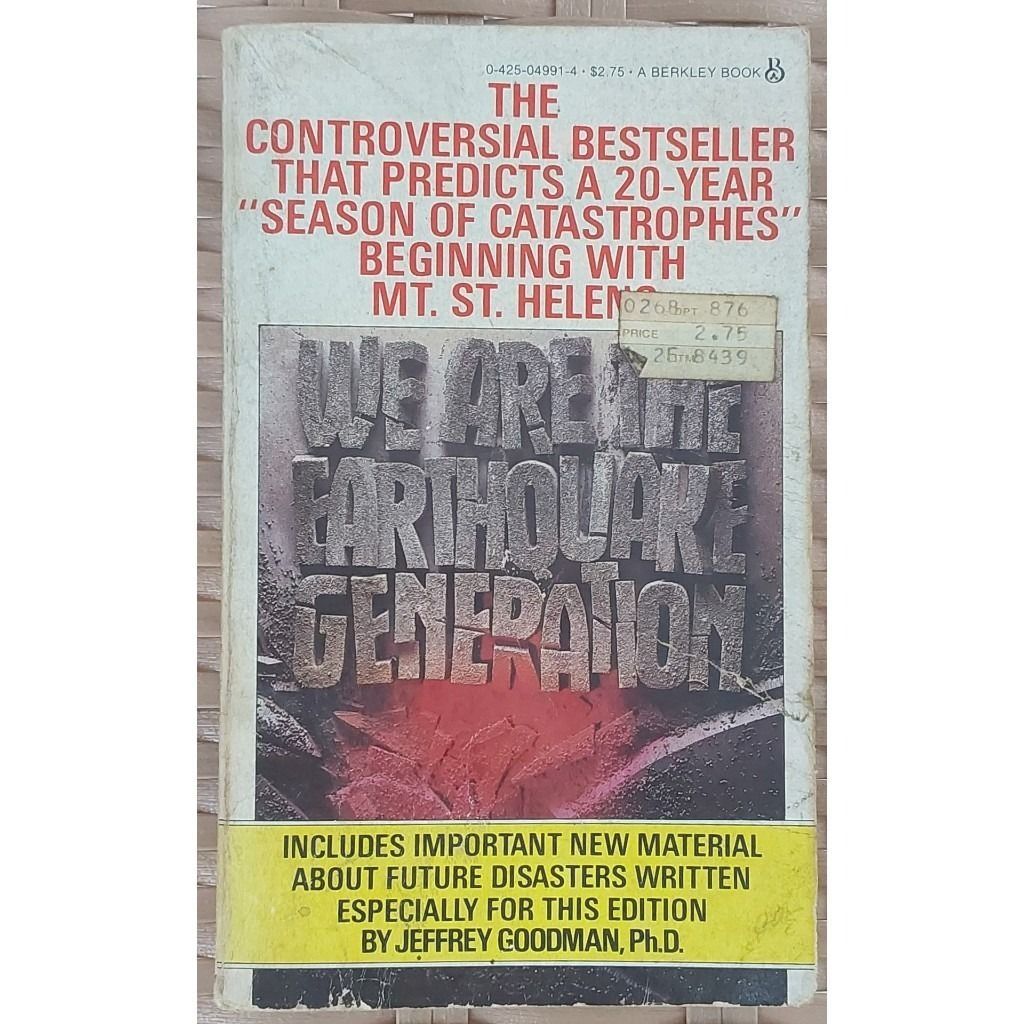 0-425-04991-4 · $2.75 · A BERKLEY BOOK
THE
CONTROVERSIAL BESTSELLER
THAT PREDICTS A 20-YEAR
"SEASON OF CATASTROPHES"
BEGINNING WITH
MT. ST. HELENS
0268 DPT 876
PRICE 2.75
8439
WE ARE THE
EARTHQUAKE
GENERATION
INCLUDES IMPORTANT NEW MATERIAL
ABOUT FUTURE DISASTERS WRITTEN
ESPECIALLY FOR THIS EDITION
BY JEFFREY GOODMAN, Ph.D.